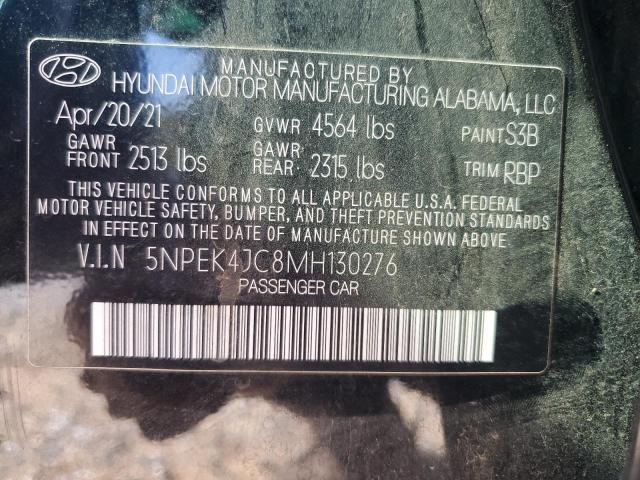 MANUFACTURED BY
HYUNDAI MOTOR MANUFACTURING ALABAMA, LLC
Apr/20/21 GVWR 4564 lbs PAINT S3B
GAWR FRONT 2513 lbs GAWR REAR: 2315 lbs TRIM RBP
THIS VEHICLE CONFORMS TO ALL APPLICABLE U.S.A. FEDERAL
MOTOR VEHICLE SAFETY, BUMPER, AND THEFT PREVENTION STANDARDS
IN EFFECT ON THE DATE OF MANUFACTURE SHOWN ABOVE.
V.I.N 5NPEK4JC8MH130276
PASSENGER CAR